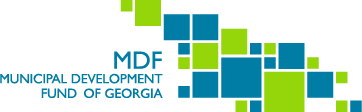 MDF
MUNICIPAL DEVELOPMENT
FUND OF GEORGIA